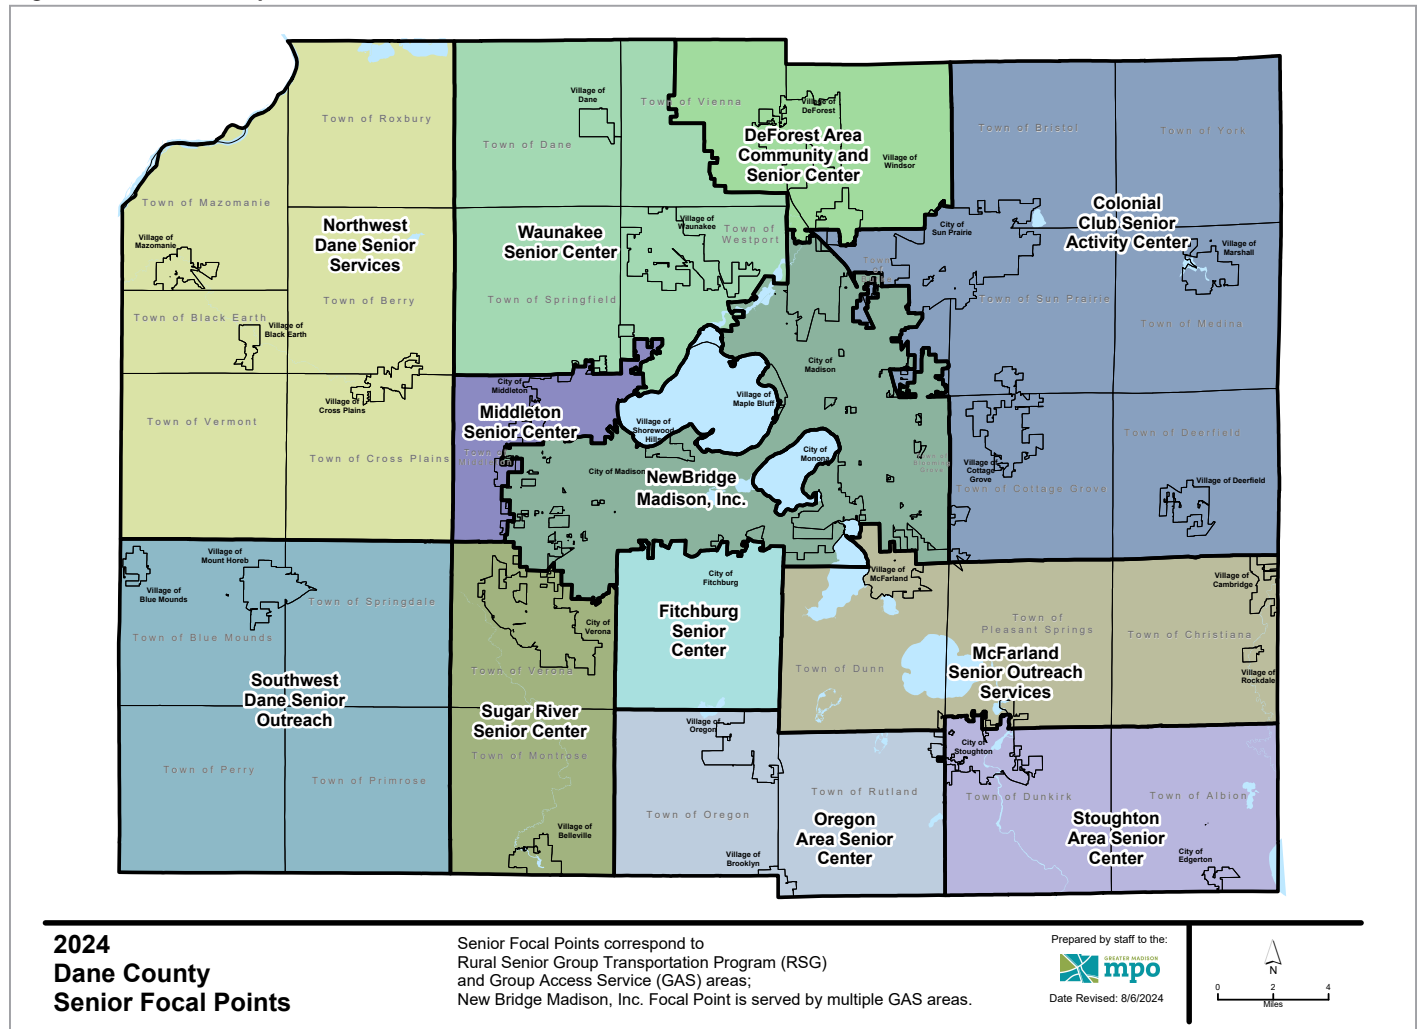 Town of Roxbury
Village of
Dane
Town of Dane
Town of Vienna
Village of
DeForest
DeForest Area
Community and
Senior Center
Village of
Windsor
Town of Bristol
Town of York
Town of Mazomanie
Village of
Mazomanie
Northwest
Dane Senior
Services
Waunakee
Senior Center
Village of
Waunakee
Town of
Westport
City of
Sun Prairie
Colonial
Club Senior
Activity Center
Village of
Marshall
Town
Town of Berry
Town of Springfield
Town of Sun Prairie
Town of Black Earth
Village of
Black Earth
Town of Medina
City of
Madison
Village of
Cross Plains
City of
Middleton
Middleton
Senior Center
Village of
Maple Bluff
Village of
Shorewood
Hills
Town of Vermont
Town of Deerfield
Town of Cross Plains
Town of
Middleton
City of Madison
NewBridge
Madison, Inc.
City of
Monona
Town of
Blooming
Grove
Village of
Cottage
Grove
Town of Cottage Grove
Village of Deerfield
Village of
Mount Horeb
Village of
Blue Mounds
Town of Springdale
Town of Blue Mounds
City of
Fitchburg
Fitchburg
Senior
Center
Village of
McFarland
Village of
Cambridge
City of
Verona
Town of Verona
Town of
Pleasant Springs
Town of Christiana
Town of Dunn
McFarland
Senior Outreach
Services
Village of
Rockdale
Southwest
Dane Senior
Outreach
Sugar River
Senior Center
Village of
Oregon
City of
Stoughton
Town of Montrose
Town of Perry
Town of Primrose
Town of Rutland
Town of Dunkirk
Town of Albion
Town of Oregon
Oregon
Area Senior
Center
Stoughton
Area Senior
Center
Village of
Belleville
Village of
Brooklyn
City of
Edgerton
2024
Dane County
Senior Focal Points
Senior Focal Points correspond to
Rural Senior Group Transportation Program (RSG)
and Group Access Service (GAS) areas;
New Bridge Madison, Inc. Focal Point is served by multiple GAS areas.
Prepared by staff to the:
GREATER MADISON
mpo
Date Revised: 8/6/2024
N
0 2 4
Miles